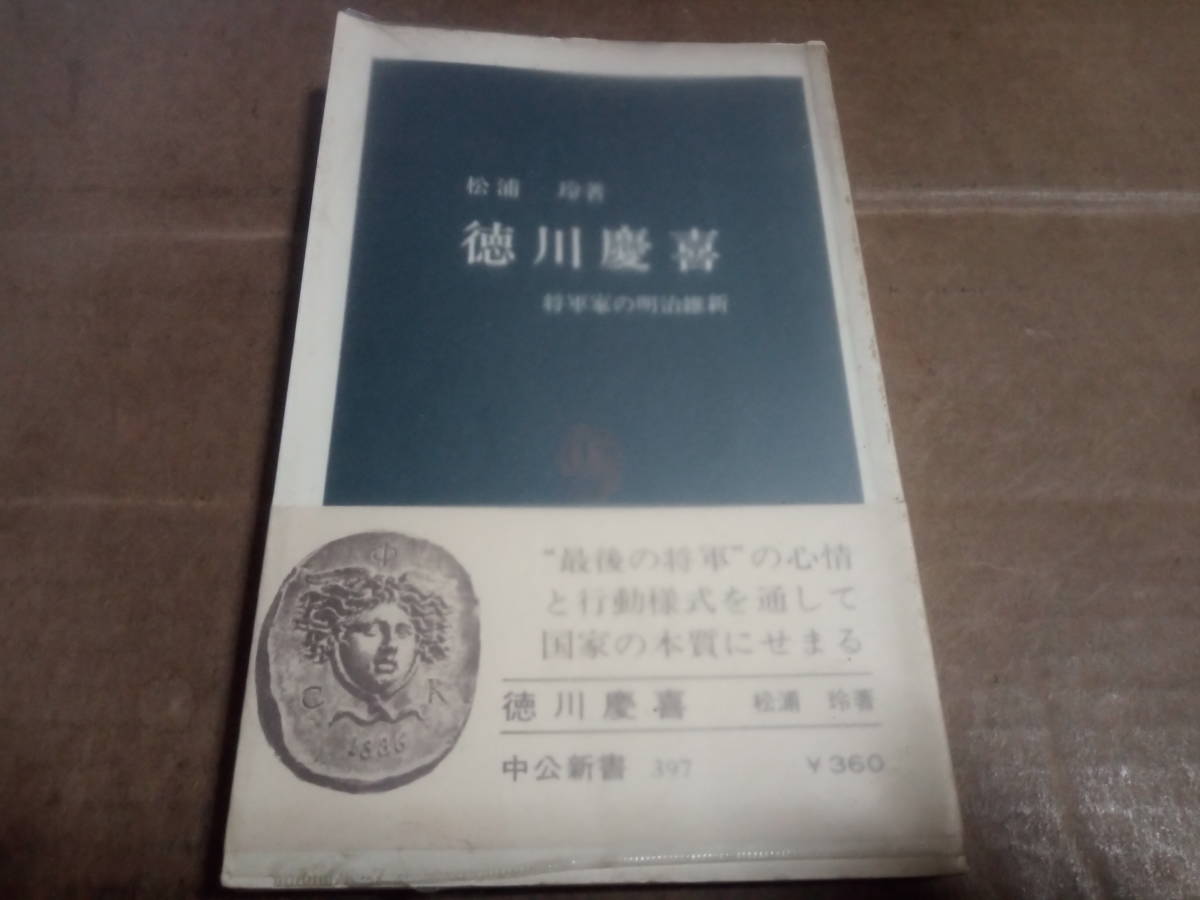 松浦 玲著
徳川慶喜
将軍家の明治維新
“最後の将軍”の心情
と行動様式を通して
国家の本質にせまる
徳川慶喜 松浦 玲著
中公新書 397 ¥360
Φ
C K
1886